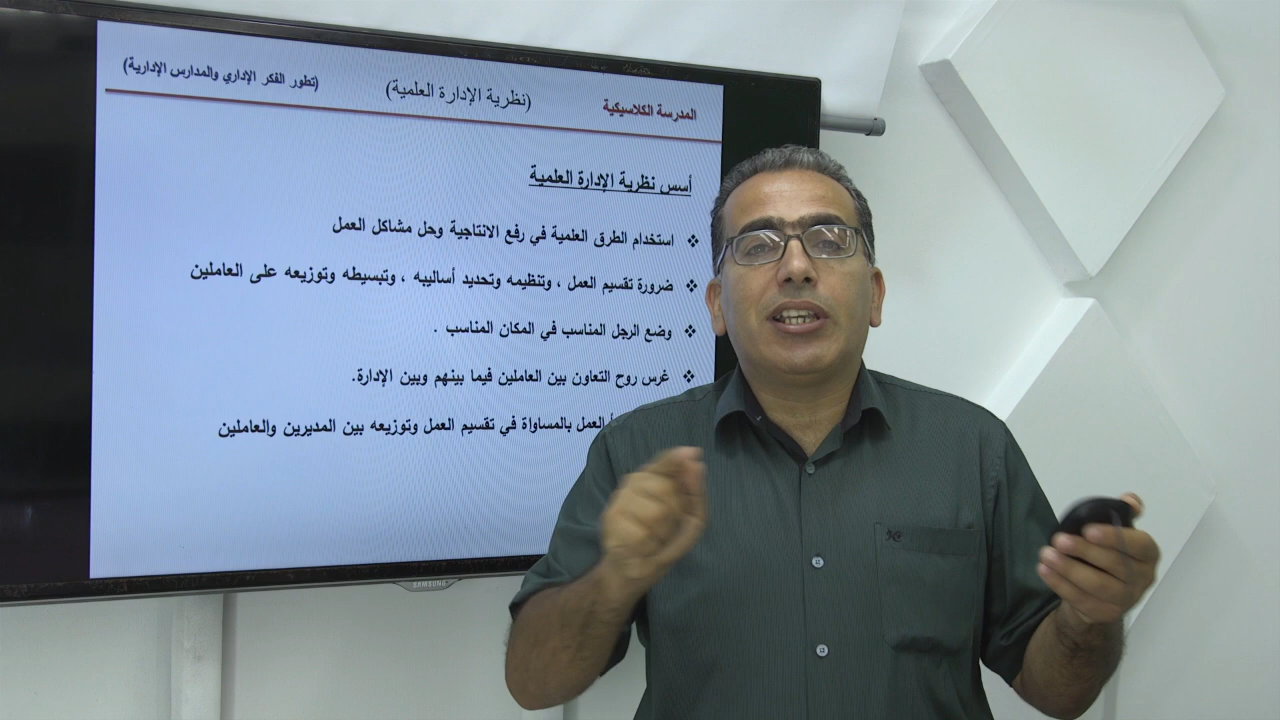 المدرسة الكلاسيكية (نظرية الإدارة العلمية) (تطور الفكر الإداري والمدارس الإدارية)
أسس نظرية الإدارة العلمية
❖ استخدام الطرق العلمية في رفع الانتاجية وحل مشاكل العمل
❖ ضرورة تقسيم العمل ، وتنظيمه وتحديد أساليبه ، وتبسيطه وتوزيعه على العاملين
❖ وضع الرجل المناسب في المكان المناسب .
❖ غرس روح التعاون بين العاملين فيما بينهم وبين الإدارة.
العمل بالمساواة في تقسيم العمل وتوزيعه بين المديرين والعاملين
SAMSUNG